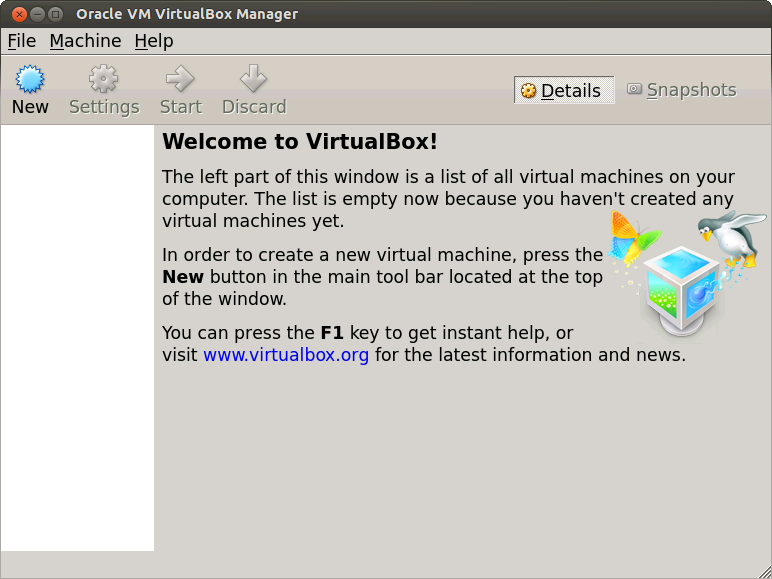 Oracle VM VirtualBox Manager
File Machine Help
New Settings Start Discard Details Snapshots
Welcome to VirtualBox!
The left part of this window is a list of all virtual machines on your
computer. The list is empty now because you haven't created any
virtual machines yet.
In order to create a new virtual machine, press the
New button in the main tool bar located at the top
of the window.
You can press the F1 key to get instant help, or
visit www.virtualbox.org for the latest information and news.